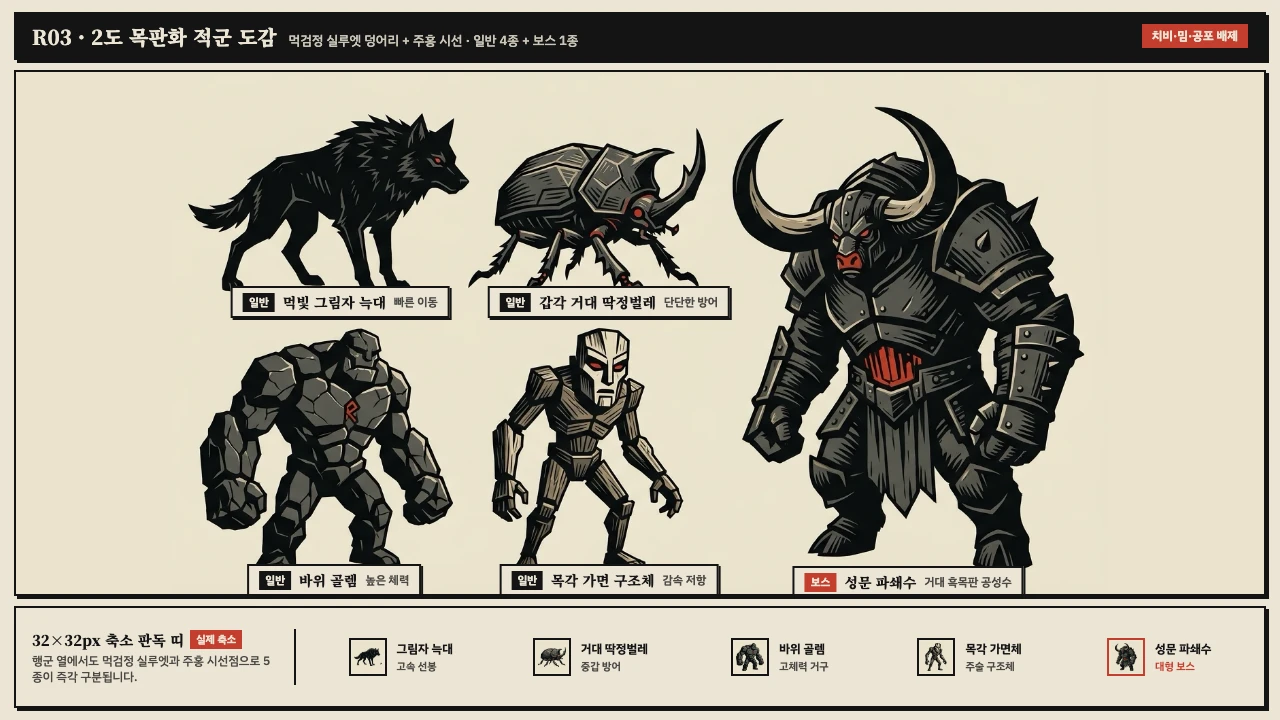 R03 · 2도 목판화 적군 도감 먹검정 실루엣 덩어리 + 주홍 시선 · 일반 4종 + 보스 1종
치비·밈·공포 배제
일반 먹빛 그림자 늑대 빠른 이동
일반 갑각 거대 딱정벌레 단단한 방어
일반 바위 골렘 높은 체력
일반 목각 가면 구조체 감속 저항
보스 성문 파쇄수 거대 흑목판 공성수
32×32px 축소 판독 띠 실제 축소
행군 열에서도 먹검정 실루엣과 주홍 시선점으로 5
종이 즉각 구분됩니다.
그림자 늑대
고속 선봉
거대 딱정벌레
중갑 방어
바위 골렘
고체력 거구
목각 가면체
주술 구조체
성문 파쇄수
대형 보스